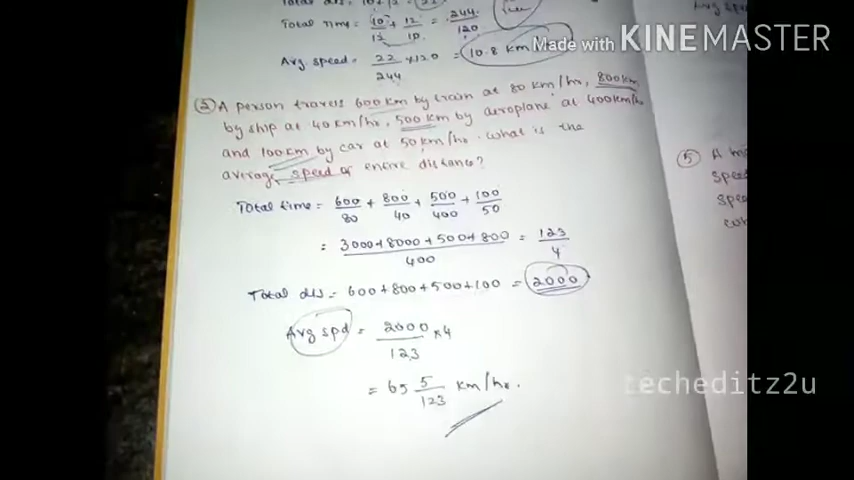 Total time = 10/12 + 12/10 = 244/120
Avg speed = 22/244 × 120 = 10.8 km
Made with KINEMASTER
Avg spe
② A person travels 600 km by train at 80 km/hr, 800 km
by ship at 40 km/hr, 500 km by aeroplane at 400 km/hr
and 100 km by car at 50 km/hr. what is the
average speed of entire distance?
Total time = 600/80 + 800/40 + 500/400 + 100/50
= 3000+8000+500+800/400 = 123/4
Total dis = 600+800+500+100 = 2000
Avg spd = 2000/123 × 4
= 65 5/123 km/hr.
⑤ A
spee
spe
techeditz2u